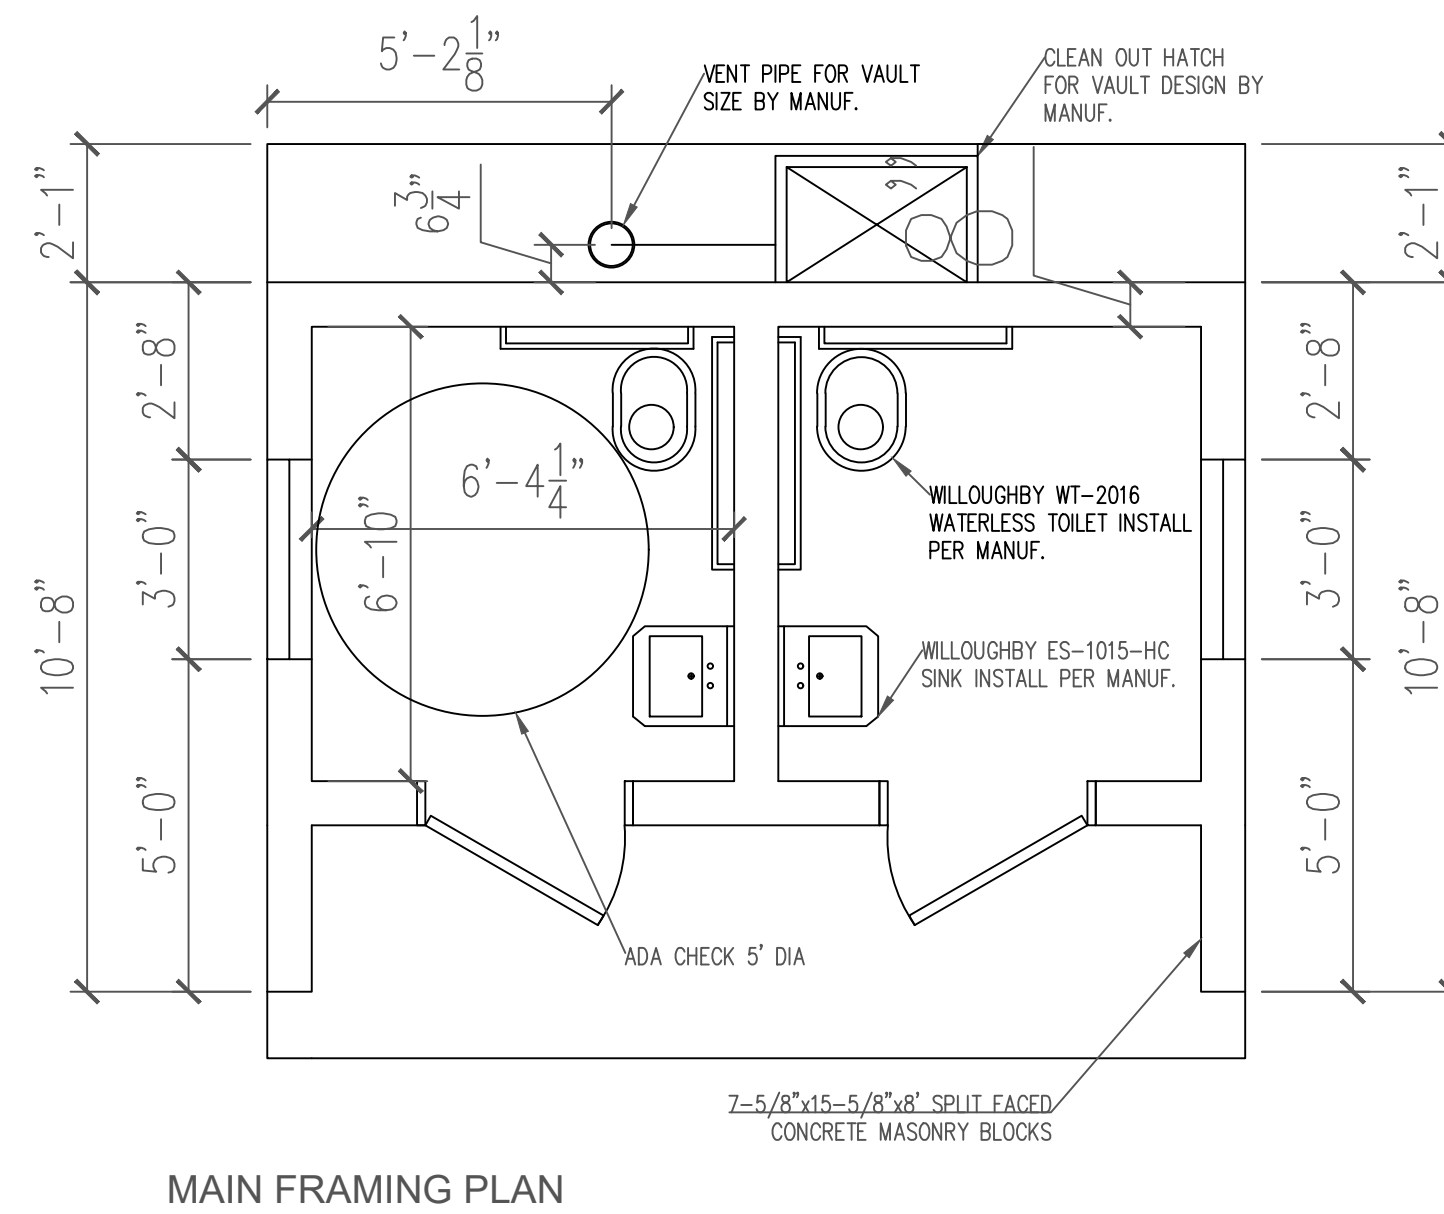 5'-2 1/8"
VENT PIPE FOR VAULT
SIZE BY MANUF.
CLEAN OUT HATCH
FOR VAULT DESIGN BY
MANUF.
2'-1"
6 3/4"
8"
2'-1"
2'-8"
2'-8"
6'-4 1/4"
WILLOUGHBY WT-2016
WATERLESS TOILET INSTALL
PER MANUF.
6'-10"
3'-0"
3'-0"
10'-8"
10'-8"
WILLOUGHBY ES-1015-HC
SINK INSTALL PER MANUF.
5'-0"
5'-0"
ADA CHECK 5' DIA
7-5/8"x15-5/8"x8' SPLIT FACED
CONCRETE MASONRY BLOCKS
MAIN FRAMING PLAN